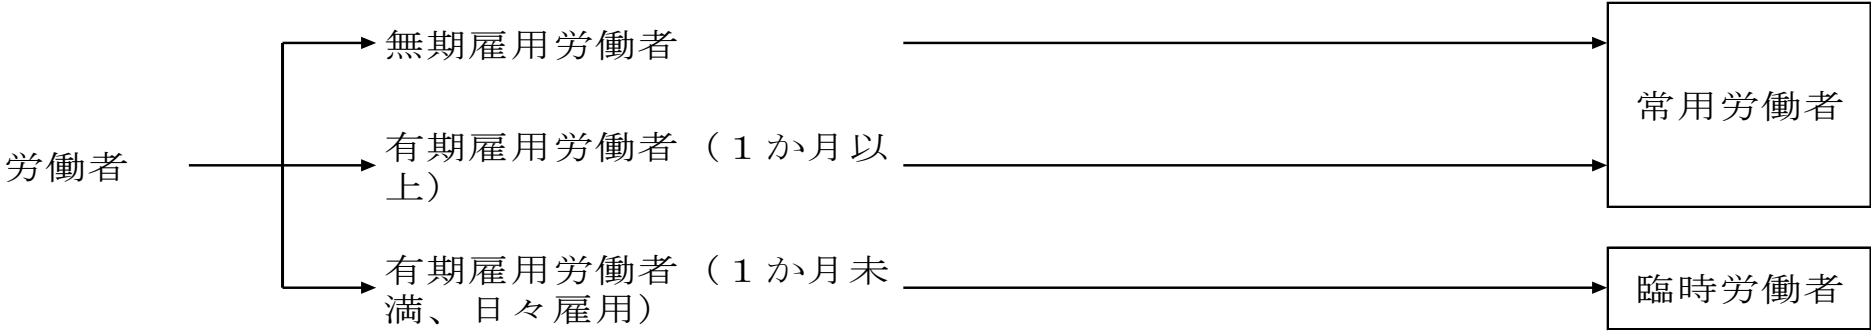 労働者
無期雇用労働者
有期雇用労働者（１か月以
上）
有期雇用労働者（１か月未
満、日々雇用）
常用労働者
臨時労働者